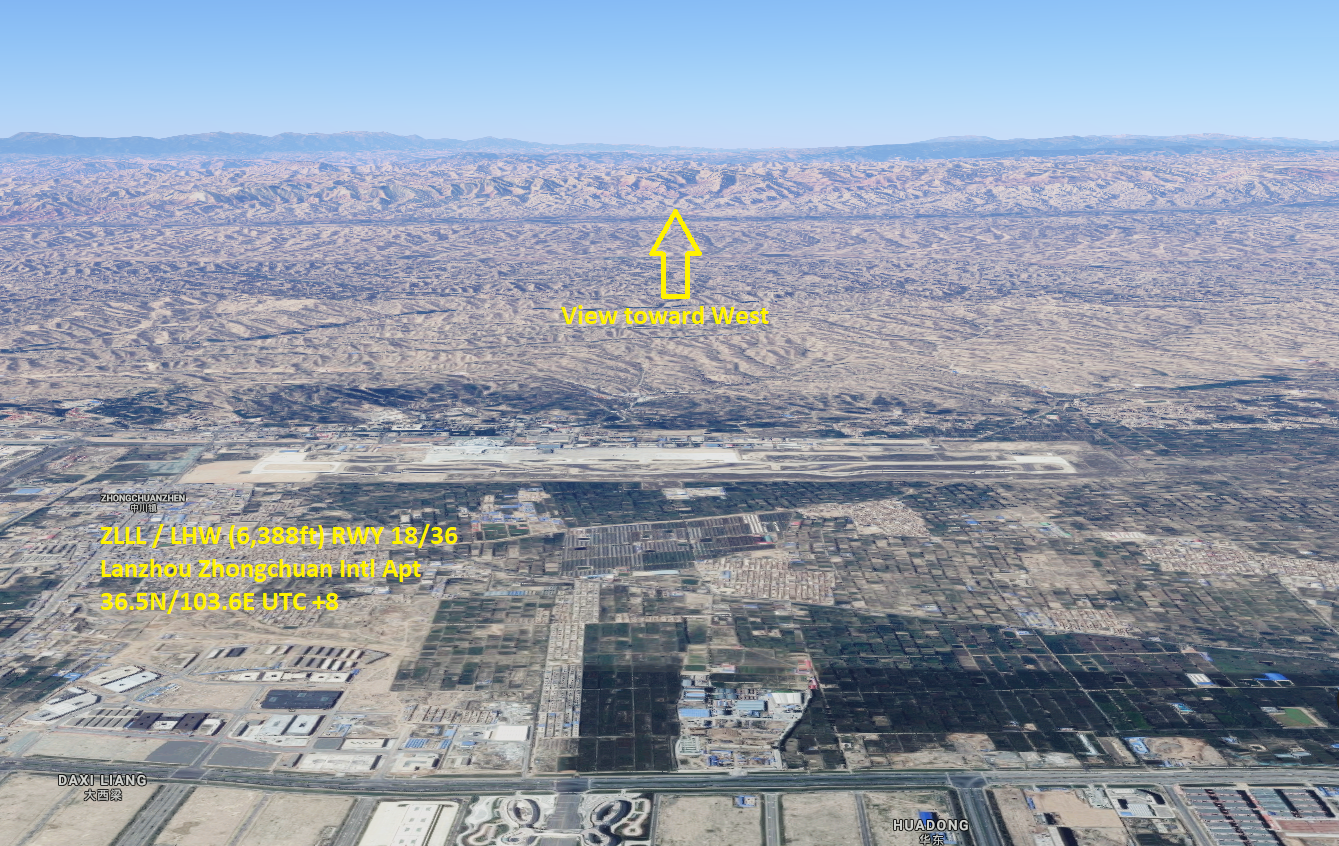 View toward West
ZHONGCHUANZHEN
中川镇
ZLLL / LHW (6,388ft) RWY 18/36
Lanzhou Zhongchuan Intl Apt
36.5N/103.6E UTC +8
DAXI LIANG
大西梁
HUADONG
华东